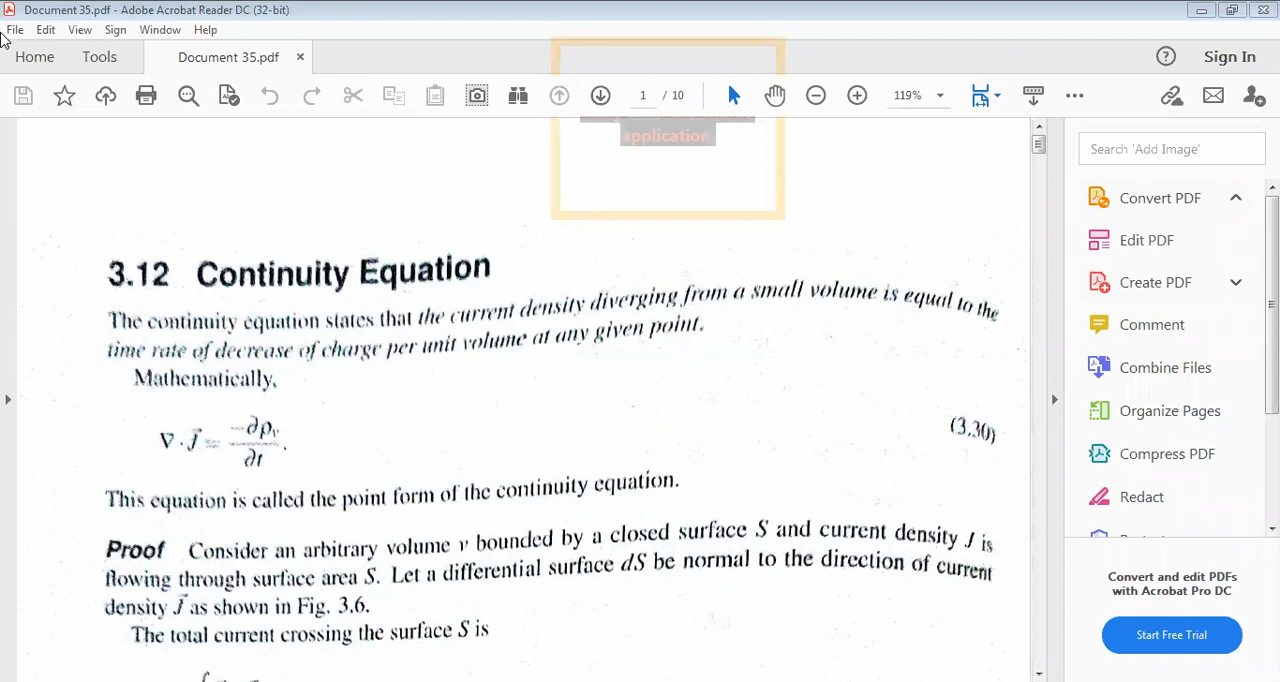 Document 35.pdf - Adobe Acrobat Reader DC (32-bit)
File Edit View Sign Window Help
Home Tools Document 35.pdf × Sign In
1 / 10 119%
application
Search 'Add Image'
Convert PDF
Edit PDF
Create PDF
Comment
Combine Files
Organize Pages
Compress PDF
Redact
Convert and edit PDFs
with Acrobat Pro DC
Start Free Trial
3.12 Continuity Equation
The continuity equation states that the current density diverging from a small volume is equal to the
time rate of decrease of charge per unit volume at any given point.
Mathematically,
∇ · J⃗ = −∂ρᵥ / ∂t . (3.30)
This equation is called the point form of the continuity equation.
Proof Consider an arbitrary volume v bounded by a closed surface S and current density J is
flowing through surface area S. Let a differential surface dS be normal to the direction of current
density J⃗ as shown in Fig. 3.6.
The total current crossing the surface S is